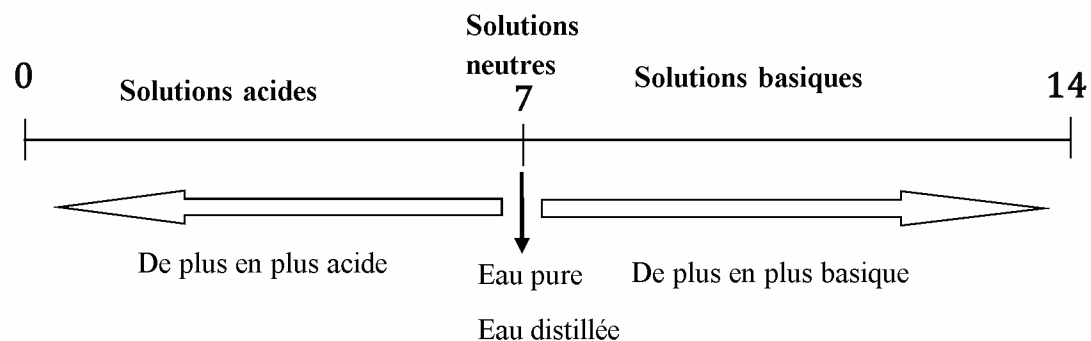 Solutions
neutres
0
Solutions acides
7
Solutions basiques
14
De plus en plus acide
Eau pure
De plus en plus basique
Eau distillée